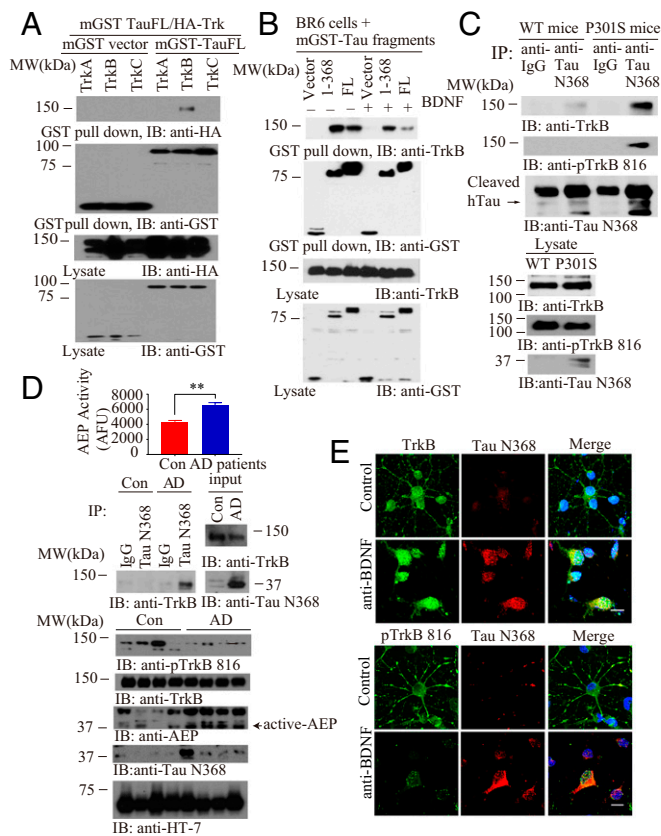 A
mGST TauFL/HA-Trk
mGST vector mGST-TauFL
MW(kDa)
TrkA TrkB TrkC TrkA TrkB TrkC
150
GST pull down, IB: anti-HA
100
75
GST pull down, IB: anti-GST
150
Lysate IB: anti-HA
100
75
Lysate IB: anti-GST
B
BR6 cells +
mGST-Tau fragments
MW(kDa)
Vector 1-368 FL Vector 1-368 FL
– – – + + + BDNF
150
GST pull down, IB: anti-TrkB
75
GST pull down, IB: anti-GST
150
Lysate IB:anti-TrkB
75
Lysate IB: anti-GST
C
WT mice P301S mice
IP: anti-IgG anti-Tau N368 anti-IgG anti-Tau N368
MW(kDa)
150
IB: anti-TrkB
150
IB: anti-pTrkB 816
Cleaved
hTau
IB:anti-Tau N368
Lysate
WT P301S
150
100
IB: anti-TrkB
150
100
IB: anti-pTrkB 816
37
IB:anti-Tau N368
D
**
AEP Activity
(AFU)
8000
6000
4000
2000
0
Con AD patients
Con AD
IP: IgG Tau N368 IgG Tau N368
MW(kDa)
150
IB: anti-TrkB
input
Con AD
150
IB: anti-TrkB
37
IB: anti-Tau N368
MW(kDa)
Con AD
150
IB: anti-pTrkB 816
150
IB: anti-TrkB
37
active-AEP
IB: anti-AEP
37
IB:anti-Tau N368
75
IB: anti-HT-7
E
TrkB Tau N368 Merge
Control
anti-BDNF
pTrkB 816 Tau N368 Merge
Control
anti-BDNF